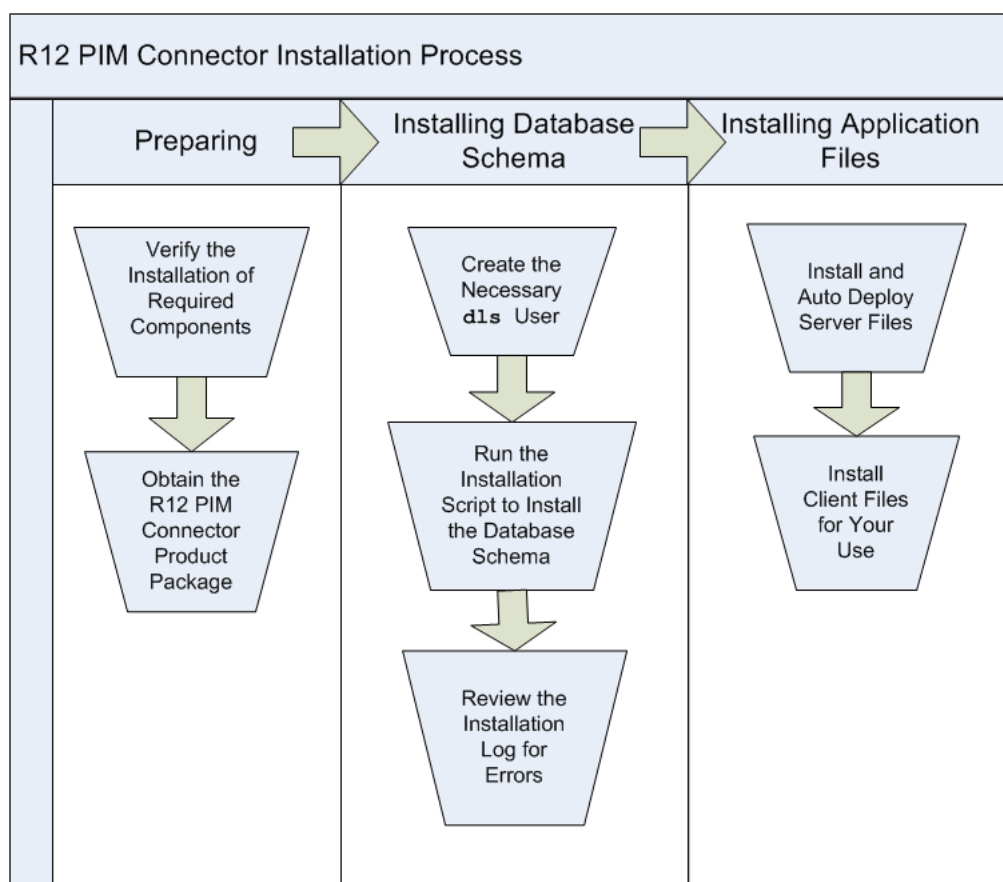 R12 PIM Connector Installation Process
Preparing
Installing Database
Schema
Installing Application
Files
Verify the
Installation of
Required
Components
Obtain the
R12 PIM
Connector
Product
Package
Create the
Necessary
dls User
Run the
Installation
Script to Install
the Database
Schema
Review the
Installation
Log for
Errors
Install and
Auto Deploy
Server Files
Install
Client Files
for Your
Use